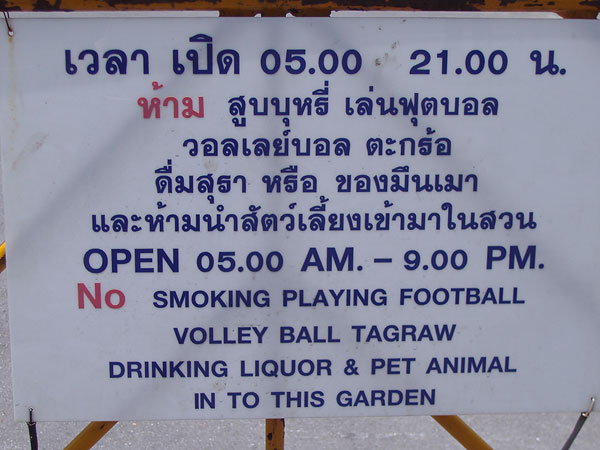 เวลา เปิด 05.00 21.00 น.
ห้าม สูบบุหรี่ เล่นฟุตบอล
วอลเลย์บอล ตะกร้อ
ดื่มสุรา หรือ ของมึนเมา
และห้ามนำสัตว์เลี้ยงเข้ามาในสวน
OPEN 05.00 AM. – 9.00 PM.
No SMOKING PLAYING FOOTBALL
VOLLEY BALL TAGRAW
DRINKING LIQUOR & PET ANIMAL
IN TO THIS GARDEN